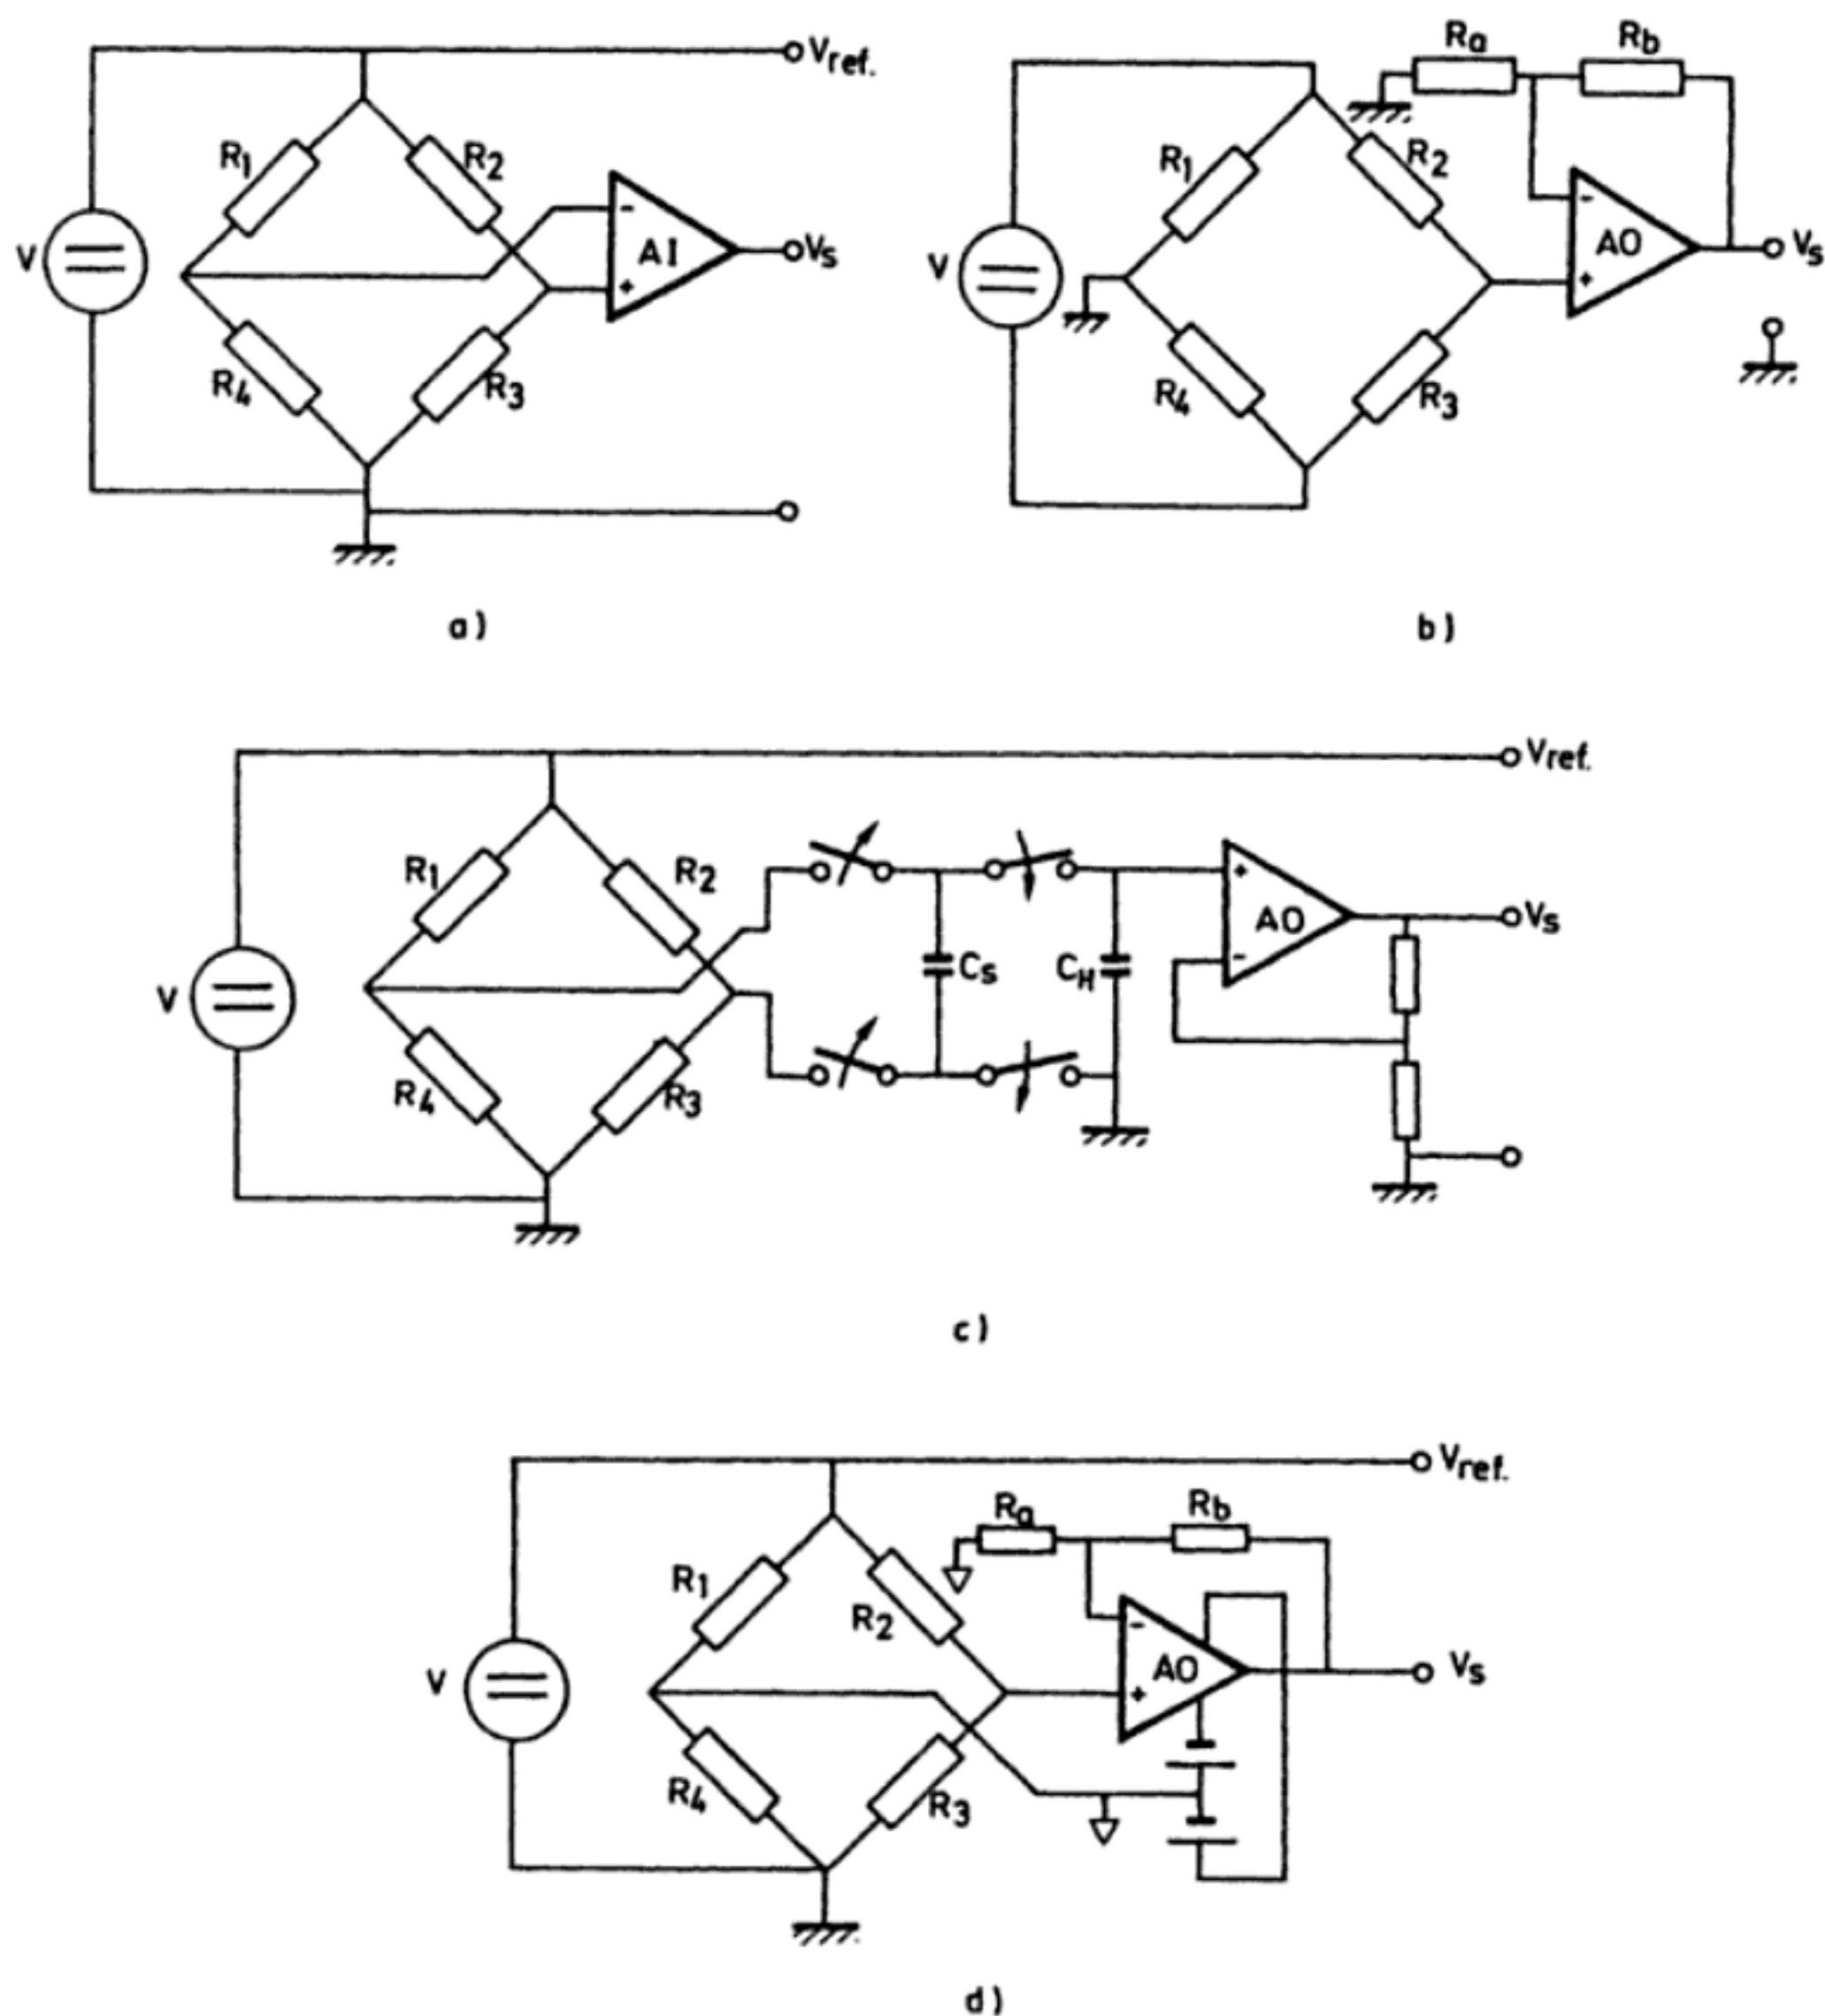 Vref.
R1
R2
V
-
AI
+
Vs
R4
R3
a)
Ra
Rb
R1
R2
V
-
AO
+
Vs
R4
R3
b)
Vref.
R1
R2
+
AO
-
Vs
V
Cs
CH
R4
R3
c)
Vref.
Ra
Rb
R1
R2
-
AO
+
Vs
V
R4
R3
d)